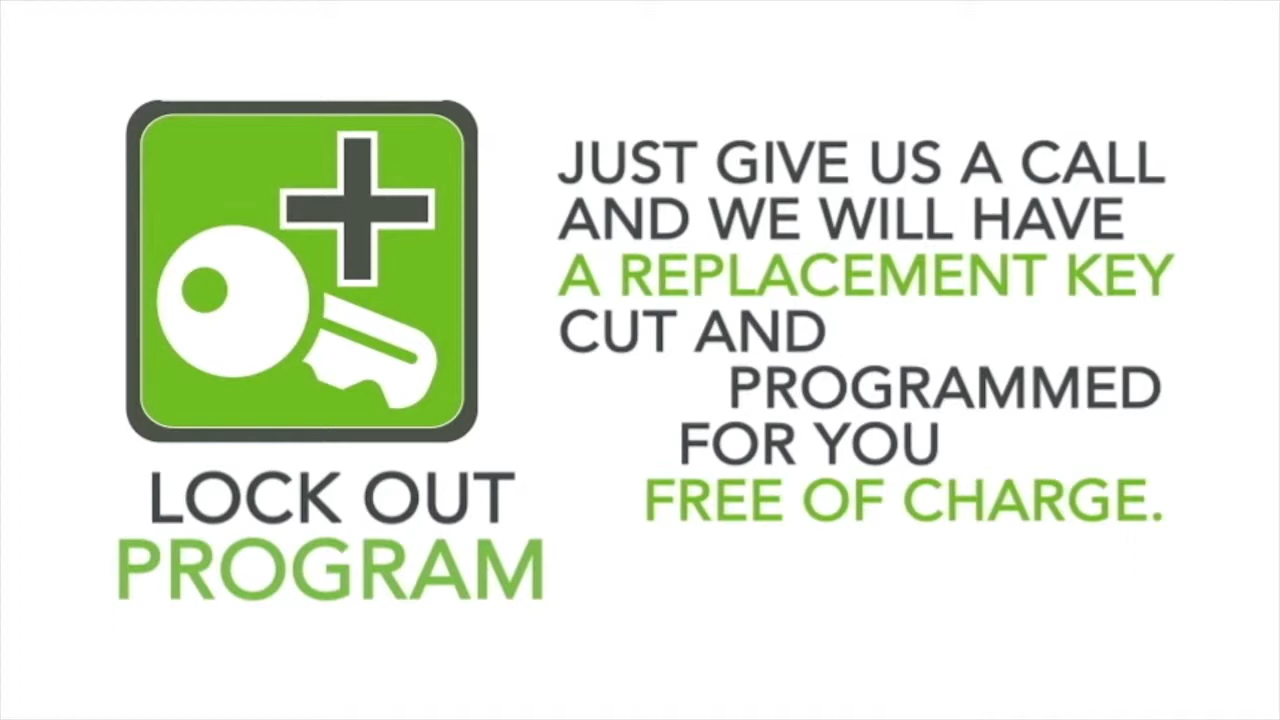 LOCK OUT
PROGRAM
JUST GIVE US A CALL
AND WE WILL HAVE
A REPLACEMENT KEY
CUT AND
PROGRAMMED
FOR YOU
FREE OF CHARGE.